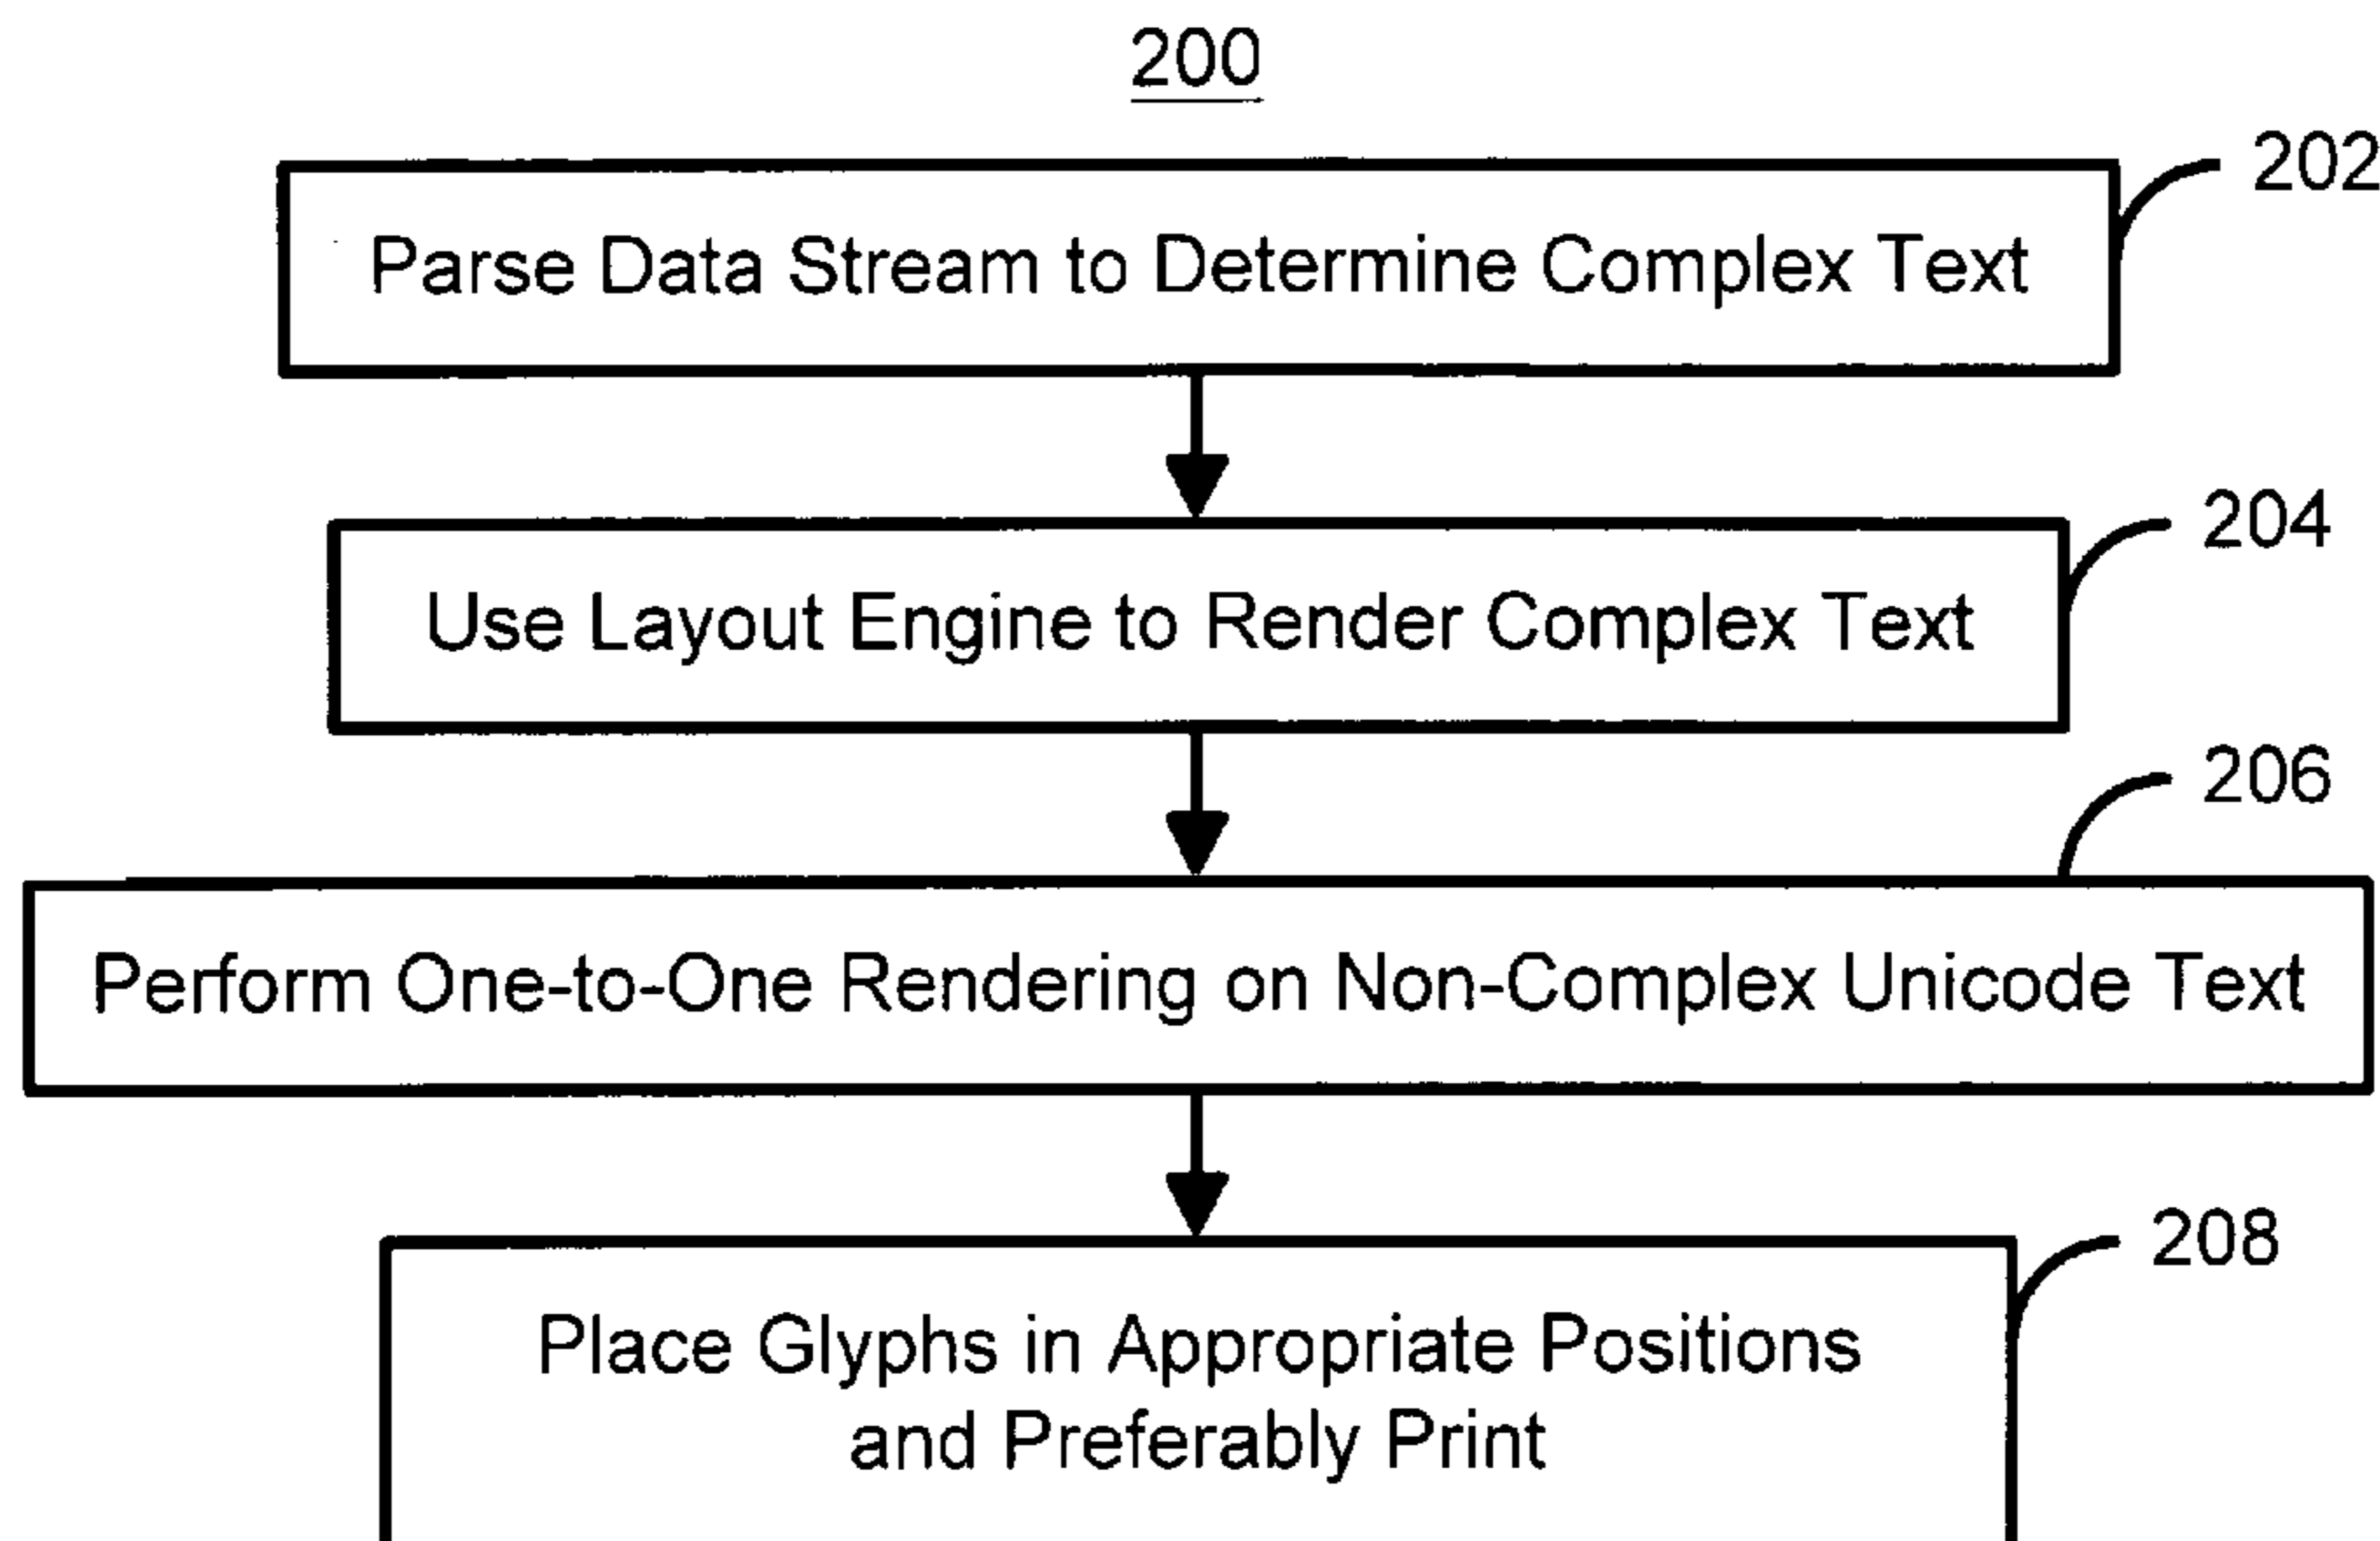 200
202
Parse Data Stream to Determine Complex Text
204
Use Layout Engine to Render Complex Text
206
Perform One-to-One Rendering on Non-Complex Unicode Text
208
Place Glyphs in Appropriate Positions
and Preferably Print